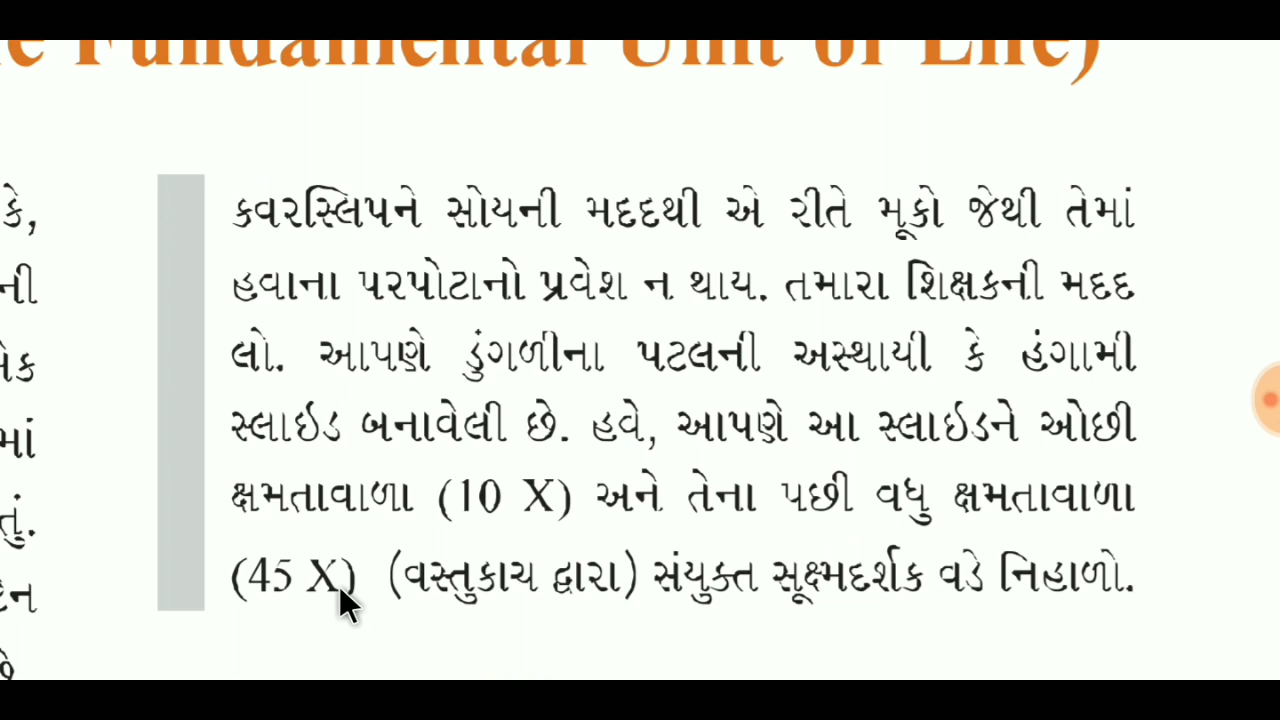 Fundamental Unit of Life)
કે,
કવરસ્લિપને સોયની મદદથી એ રીતે મૂકો જેથી તેમાં
ની
હવાના પરપોટાનો પ્રવેશ ન થાય. તમારા શિક્ષકની મદદ
લો. આપણે ડુંગળીના પટલની અસ્થાયી કે હંગામી
માં
સ્લાઇડ બનાવેલી છે. હવે, આપણે આ સ્લાઇડને ઓછી
ક્ષમતાવાળા (10 X) અને તેના પછી વધુ ક્ષમતાવાળા
તું.
(45 X) (વસ્તુકાચ દ્વારા) સંયુક્ત સૂક્ષ્મદર્શક વડે નિહાળો.